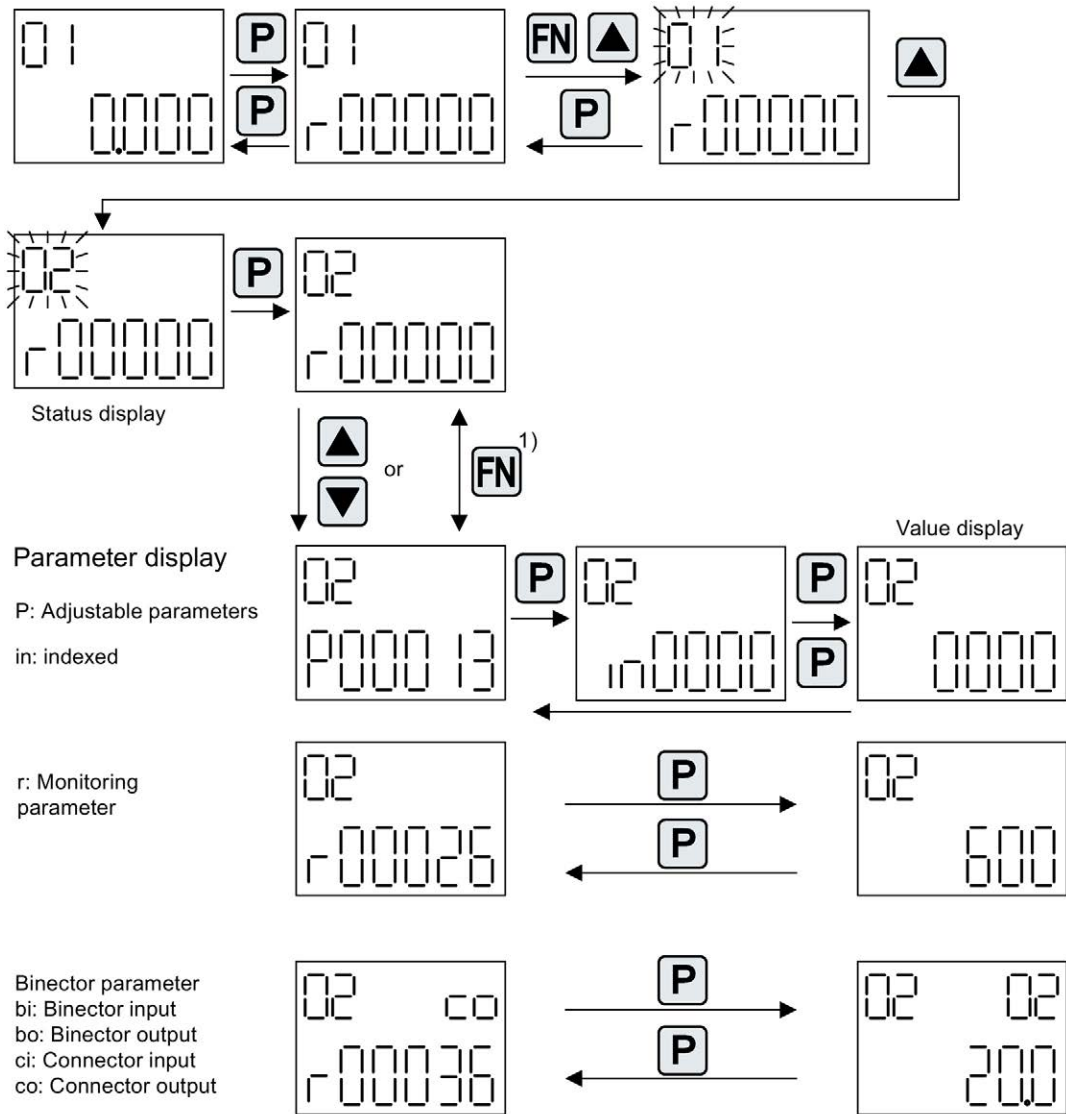 01 P 01 FN 01
0.000 P r00000 P r00000
02 P 02
r00000 r00000
Status display
or FN 1)
Value display
Parameter display
02 P 02 P 02
P: Adjustable parameters
P00013 in0000 P 0000
in: indexed
02 P 02
r: Monitoring
parameter
r00026 P 600
02 co P 02 02
Binector parameter
bi: Binector input
bo: Binector output
r00036 P 20.0
ci: Connector input
co: Connector output